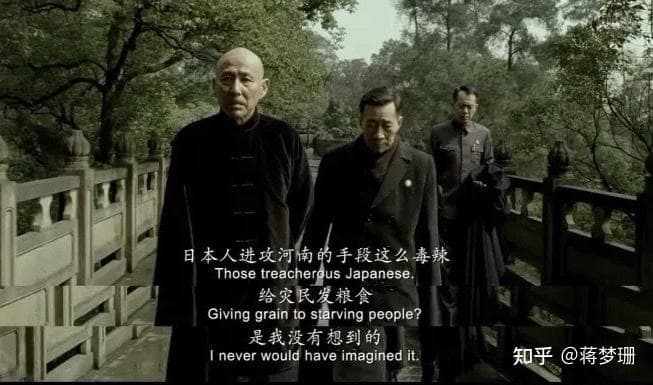 日本人进攻河南的手段这么毒辣
Those treacherous Japanese.
给灾民发粮食
Giving grain to starving people?
是我没有想到的
I never would have imagined it.
知乎 @蒋梦珊